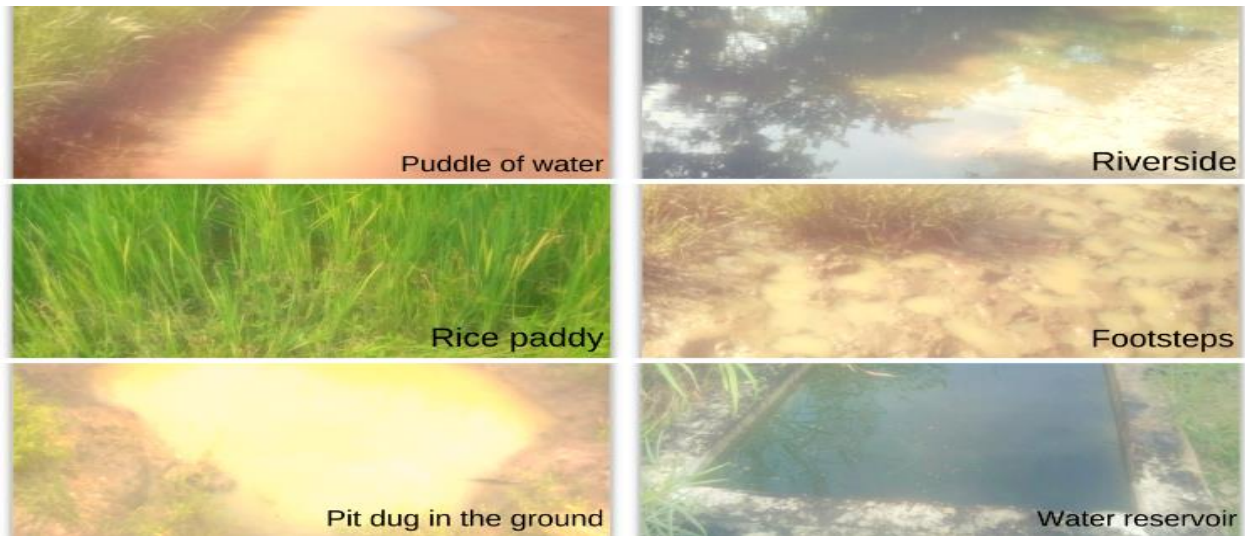 Puddle of water
Riverside
Rice paddy
Footsteps
Pit dug in the ground
Water reservoir